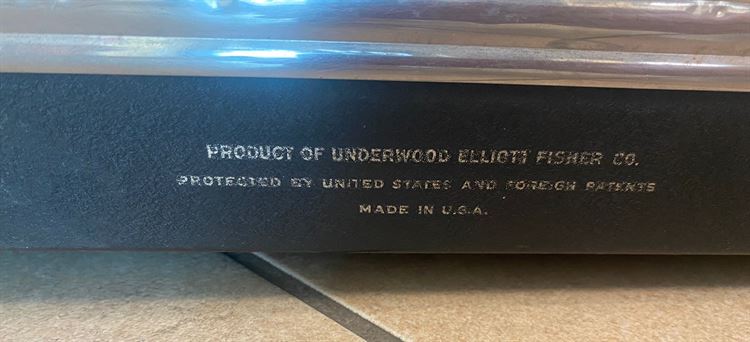 PRODUCT OF UNDERWOOD ELLIOTT FISHER CO.
PROTECTED BY UNITED STATES AND FOREIGN PATENTS
MADE IN U.S.A.